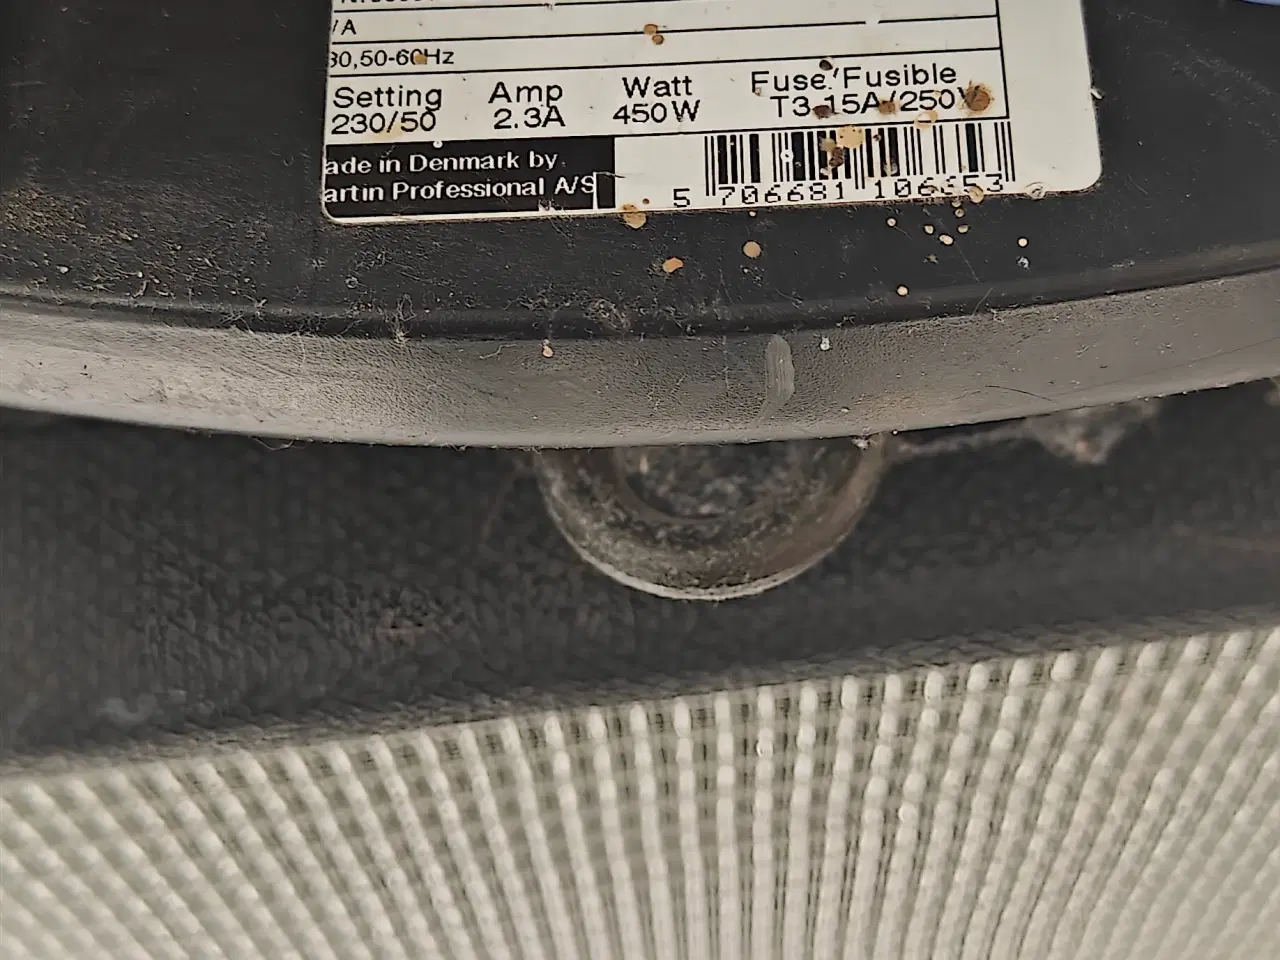 /A
30,50-60Hz
Setting Amp Watt Fuse/Fusible
230/50 2.3A 450W T3.15A/250V
ade in Denmark by
artin Professional A/S
5 706681 106653